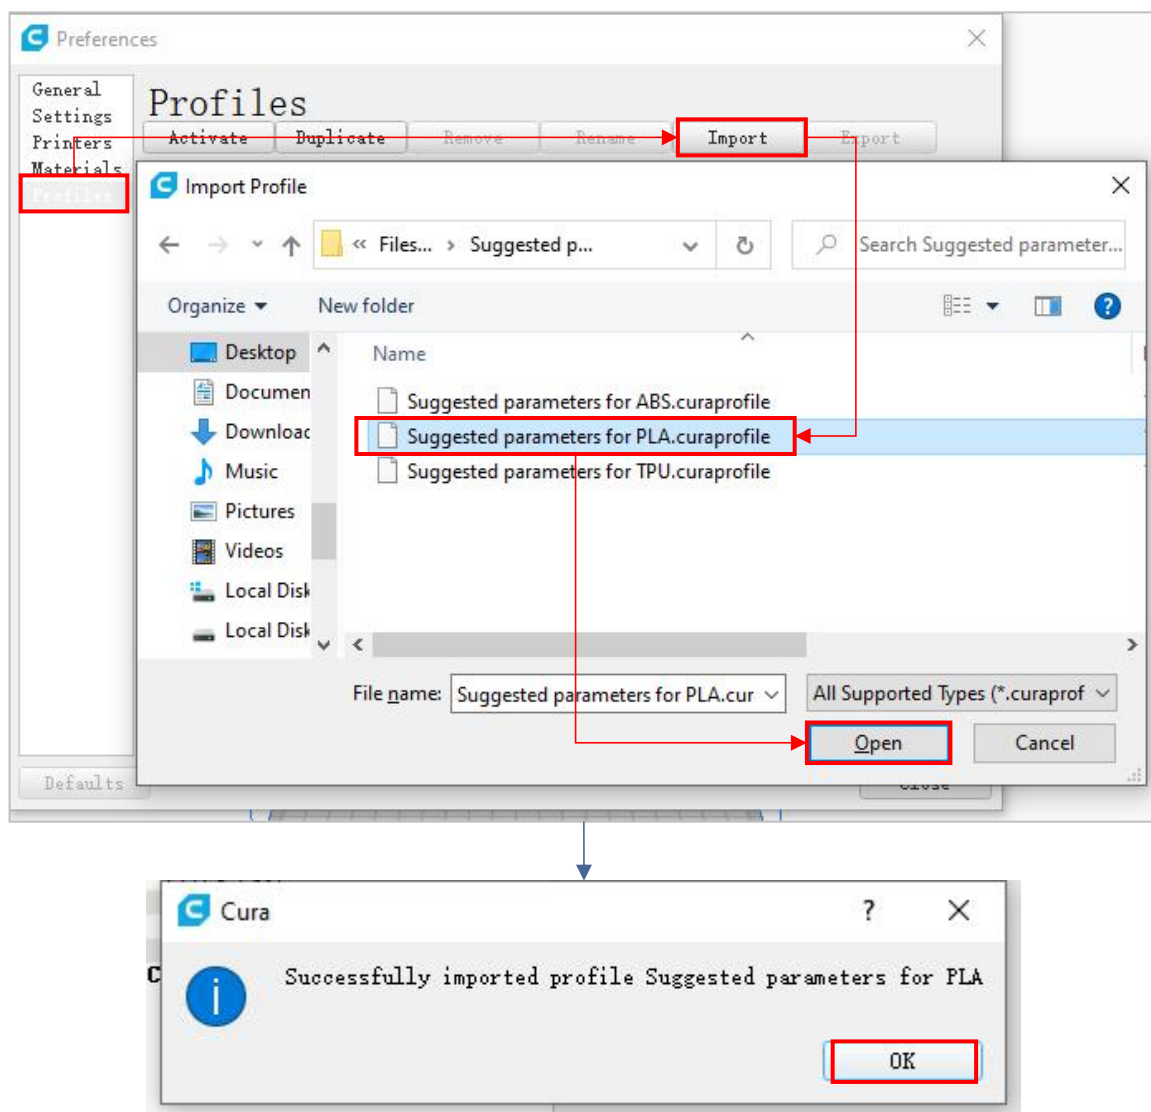 Preferences
General
Settings
Printers
Materials
Profiles
Profiles
Activate Duplicate Remove Rename Import Export
Import Profile
« Files... › Suggested p...
Search Suggested parameter...
Organize
New folder
Desktop
Documen
Downloac
Music
Pictures
Videos
Local Disk
Local Disk
Name
Suggested parameters for ABS.curaprofile
Suggested parameters for PLA.curaprofile
Suggested parameters for TPU.curaprofile
File name: Suggested parameters for PLA.cur
All Supported Types (*.curaprof
Open
Cancel
Defaults
Close
Cura
?
C
Successfully imported profile Suggested parameters for PLA
OK